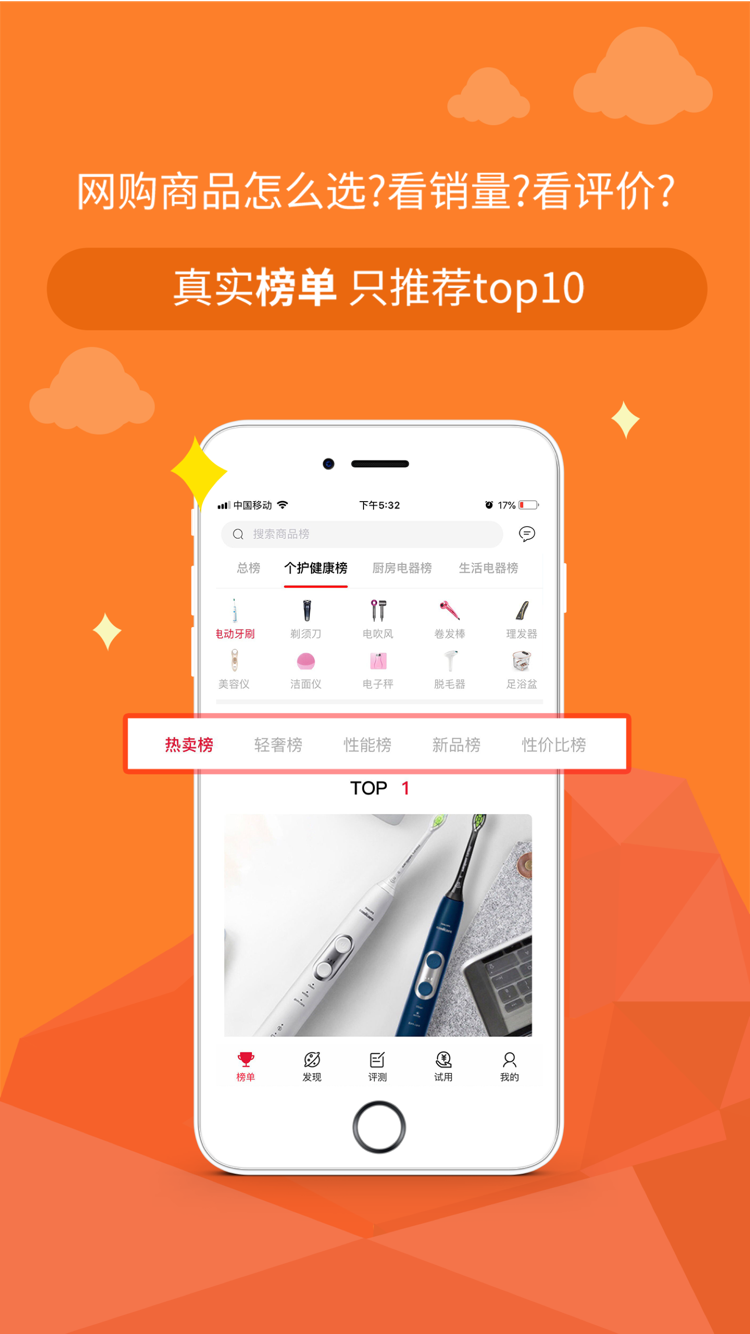 网购商品怎么选?看销量?看评价?
真实榜单 只推荐top10
中国移动 下午5:32 17%
搜索商品榜
总榜 个护健康榜 厨房电器榜 生活电器榜
电动牙刷 剃须刀 电吹风 卷发棒 理发器
美容仪 洁面仪 电子秤 脱毛器 足浴盆
热卖榜 轻奢榜 性能榜 新品榜 性价比榜
TOP 1
榜单 发现 评测 试用 我的